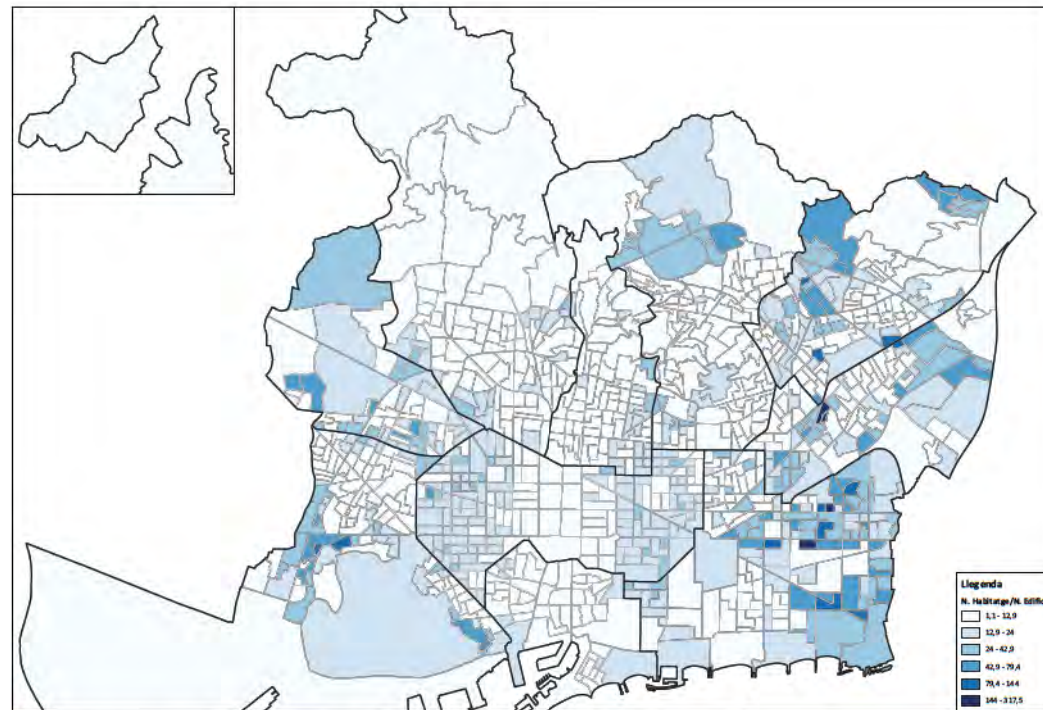 Llegenda
N. Habitatge/N. Edific
1,1 - 12,9
12,9 - 24
24 - 42,9
42,9 - 79,4
79,4 - 144
144 - 317,5